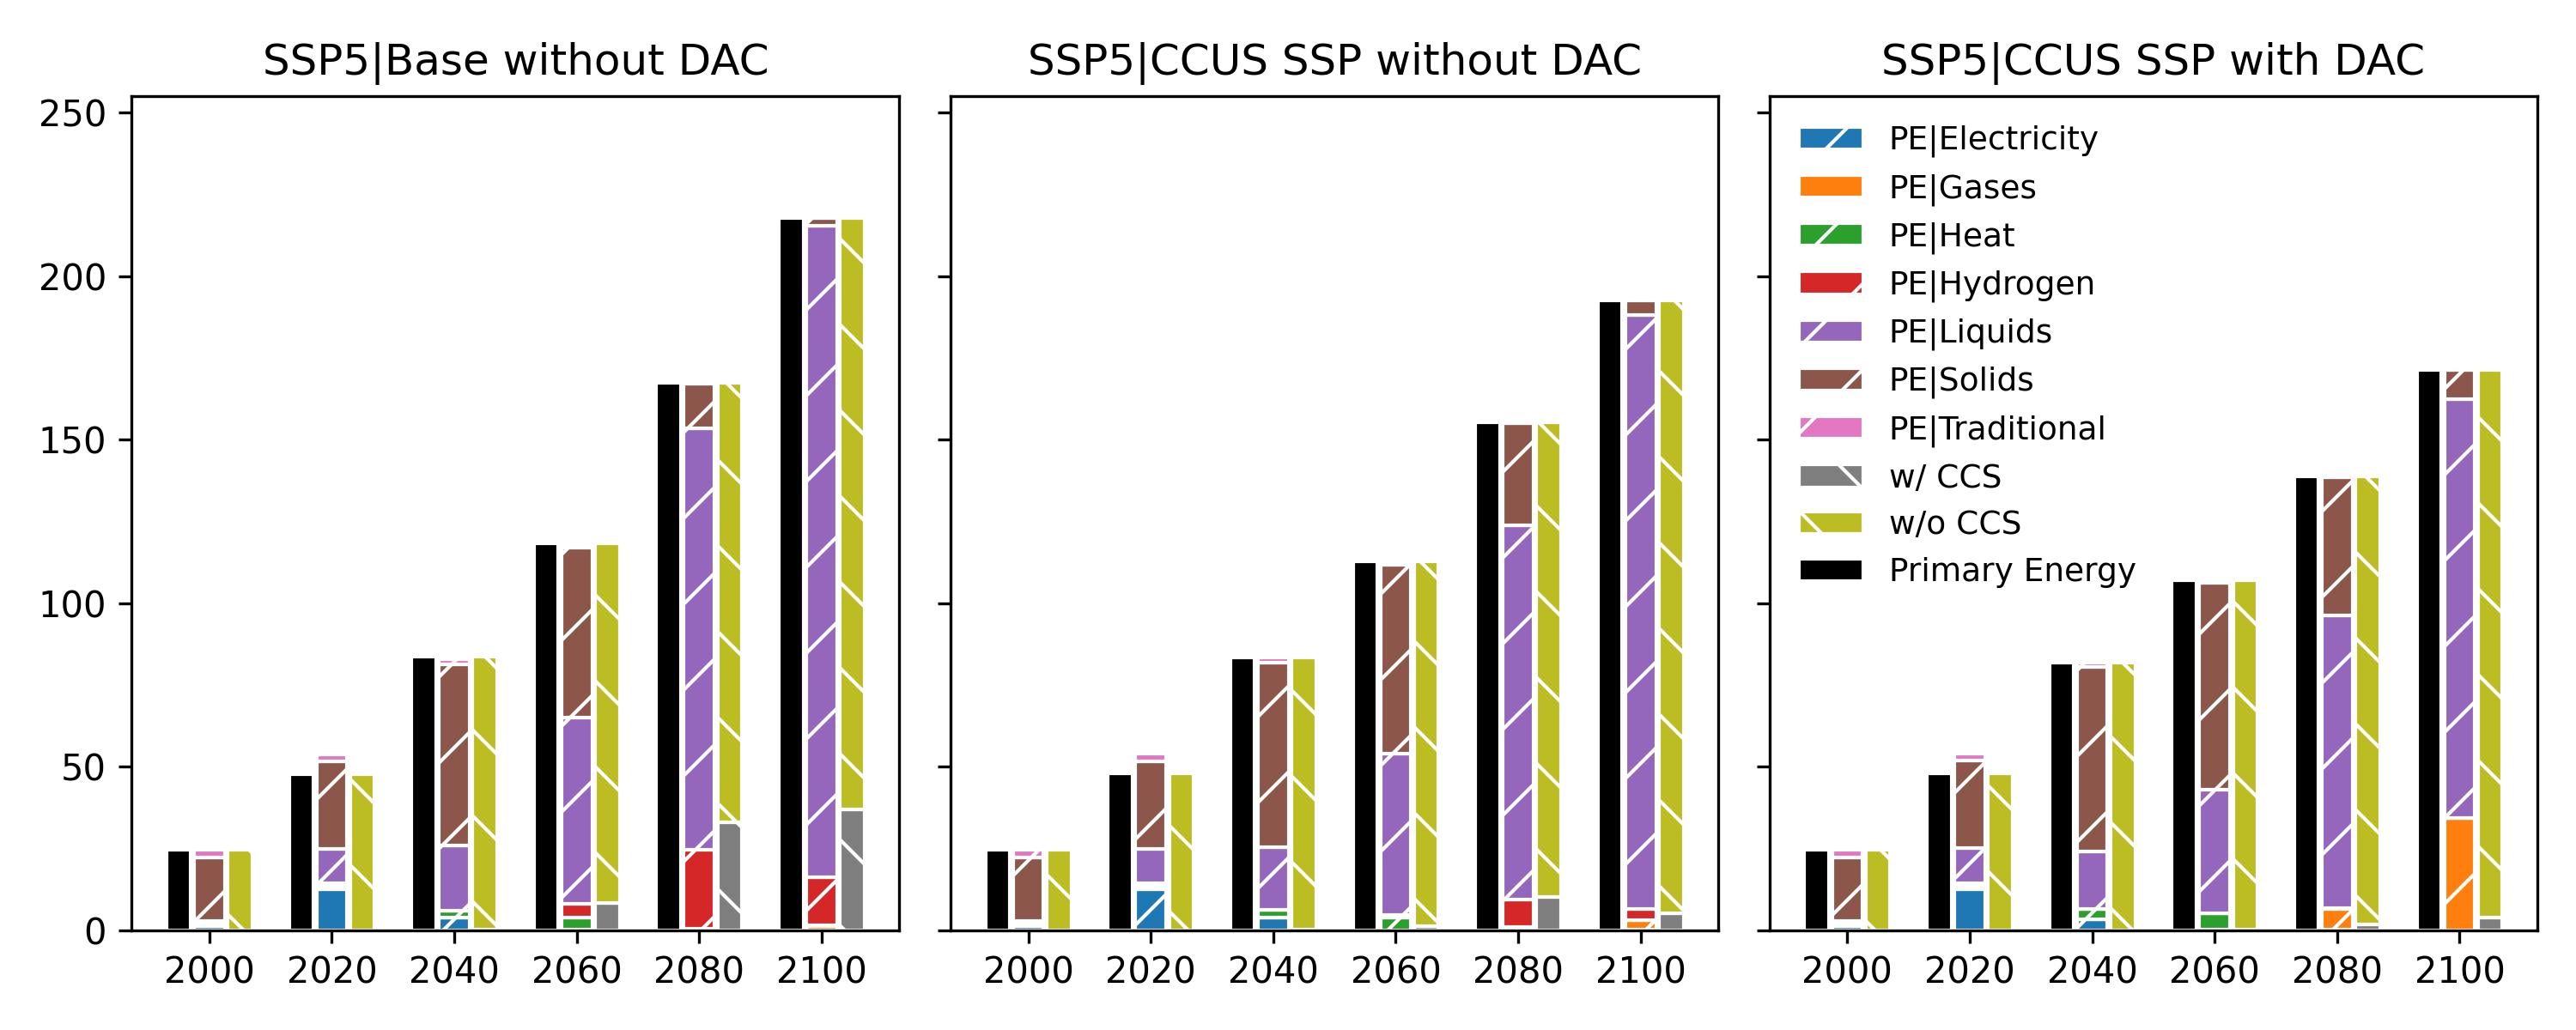 SSP5|Base without DAC
SSP5|CCUS SSP without DAC
SSP5|CCUS SSP with DAC
250
200
150
100
50
0
PE|Electricity
PE|Gases
PE|Heat
PE|Hydrogen
PE|Liquids
PE|Solids
PE|Traditional
w/ CCS
w/o CCS
Primary Energy
2000 2020 2040 2060 2080 2100
2000 2020 2040 2060 2080 2100
2000 2020 2040 2060 2080 2100